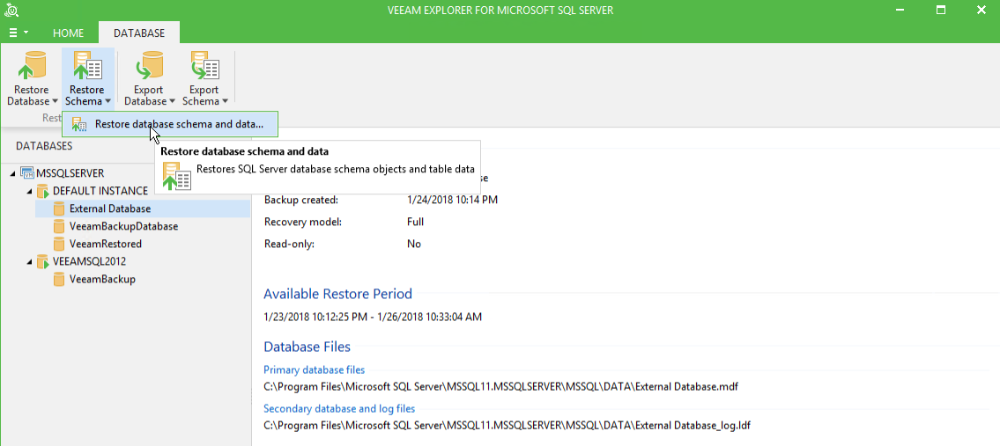 VEEAM EXPLORER FOR MICROSOFT SQL SERVER
HOME DATABASE
Restore Database
Restore Schema
Export Database
Export Schema
Rest
Restore database schema and data...
Restore database schema and data
Restores SQL Server database schema objects and table data
DATABASES
MSSQLSERVER
DEFAULT INSTANCE
External Database
VeeamBackupDatabase
VeeamRestored
VEEAMSQL2012
VeeamBackup
Backup created: 1/24/2018 10:14 PM
Recovery model: Full
Read-only: No
Available Restore Period
1/23/2018 10:12:25 PM - 1/26/2018 10:33:04 AM
Database Files
Primary database files
C:\Program Files\Microsoft SQL Server\MSSQL11.MSSQLSERVER\MSSQL\DATA\External Database.mdf
Secondary database and log files
C:\Program Files\Microsoft SQL Server\MSSQL11.MSSQLSERVER\MSSQL\DATA\External Database_log.ldf